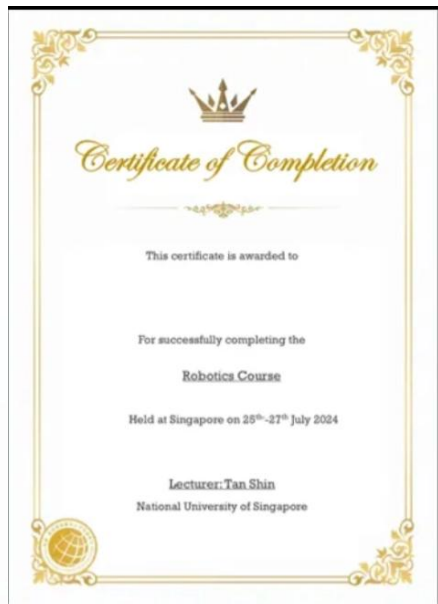 Certificate of Completion
This certificate is awarded to
For successfully completing the
Robotics Course
Held at Singapore on 25th-27th July 2024
Lecturer: Tan Shin
National University of Singapore